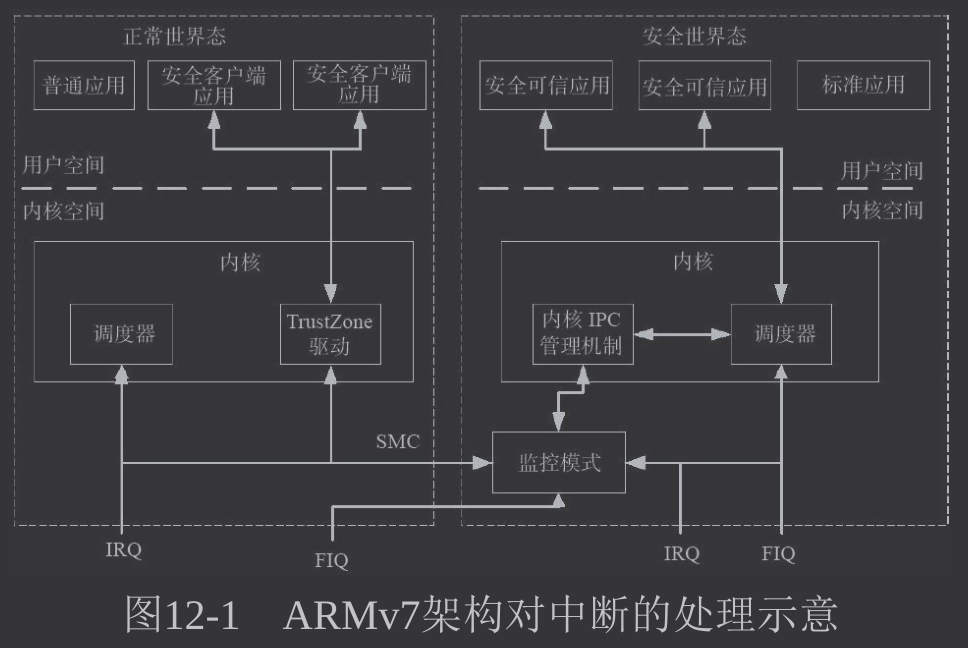 正常世界态
安全世界态
普通应用
安全客户端
应用
安全客户端
应用
安全可信应用
安全可信应用
标准应用
用户空间
用户空间
内核空间
内核空间
内核
内核
调度器
TrustZone
驱动
内核 IPC
管理机制
调度器
SMC
监控模式
IRQ
FIQ
IRQ
FIQ
图12-1 ARMv7架构对中断的处理示意